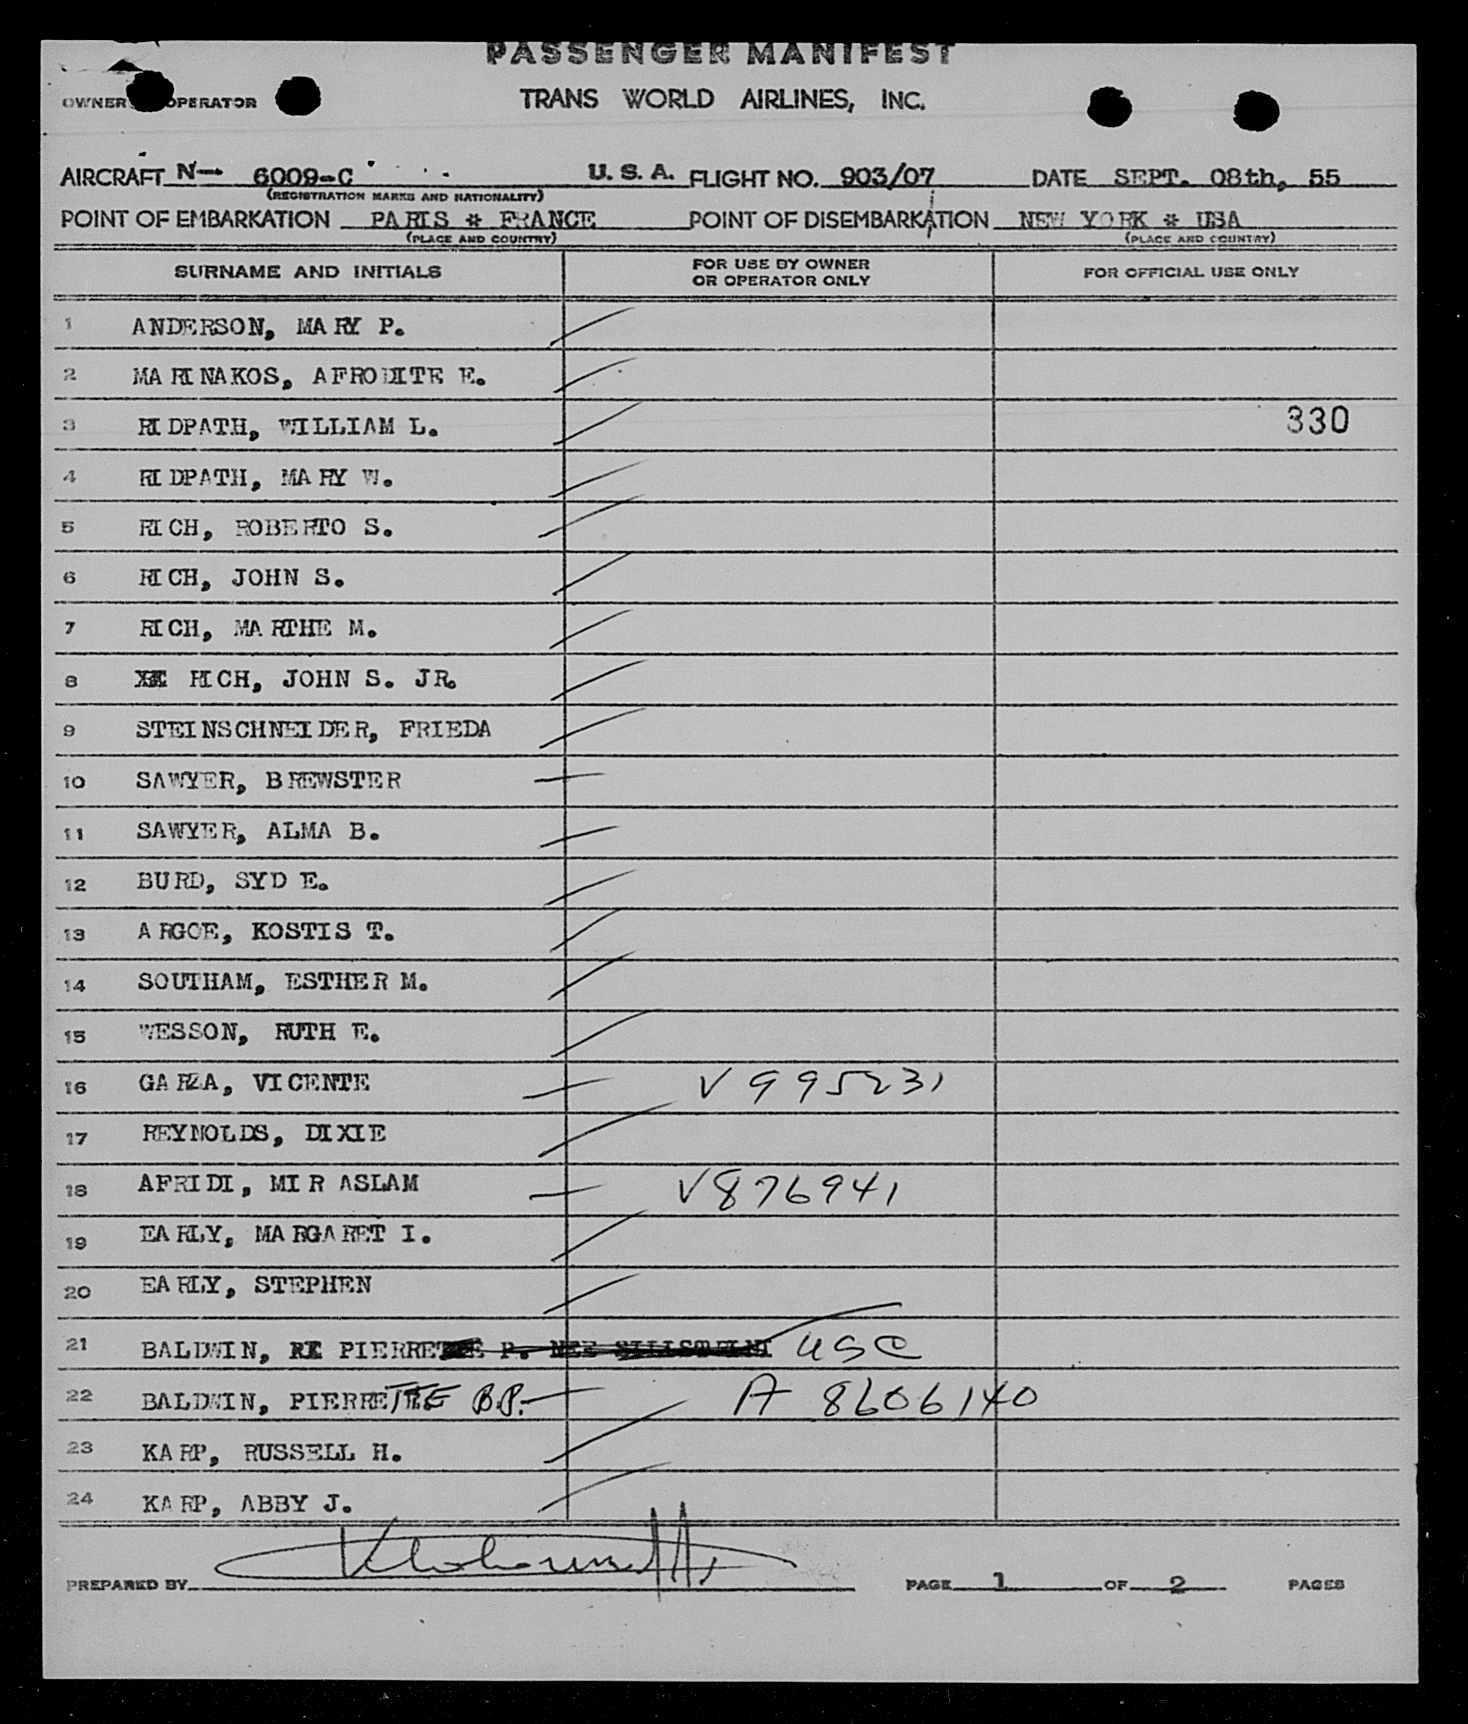 PASSENGER MANIFEST
OWNER OPERATOR
TRANS WORLD AIRLINES, INC.
AIRCRAFT N- 6009-C U. S. A. FLIGHT NO. 903/07 DATE SEPT. 08th, 55
(REGISTRATION MARKS AND NATIONALITY)
POINT OF EMBARKATION PARIS * FRANCE POINT OF DISEMBARKATION NEW YORK * USA
(PLACE AND COUNTRY) (PLACE AND COUNTRY)
SURNAME AND INITIALS FOR USE BY OWNER OR OPERATOR ONLY FOR OFFICIAL USE ONLY
1 ANDERSON, MARY P.
2 MARINAKOS, AFRODITE E.
3 RIDPATH, WILLIAM L. 330
4 RIDPATH, MARY W.
5 RICH, ROBERTO S.
6 RICH, JOHN S.
7 RICH, MARTHE M.
8 RICH, JOHN S. JR.
9 STEINSCHNEIDER, FRIEDA
10 SAWYER, BREWSTER
11 SAWYER, ALMA B.
12 BURD, SYD E.
13 ARGOE, KOSTIS T.
14 SOUTHAM, ESTHER M.
15 WESSON, RUTH E.
16 GARZA, VICENTE V995231
17 REYNOLDS, DIXIE
18 AFRIDI, MIR ASLAM V876941
19 EARLY, MARGARET I.
20 EARLY, STEPHEN
21 BALDWIN, PIERRE P. NEE USC
22 BALDWIN, PIERRETTE B.P. A 8606140
23 KARP, RUSSELL H.
24 KARP, ABBY J.
PREPARED BY PAGE 1 OF 2 PAGES